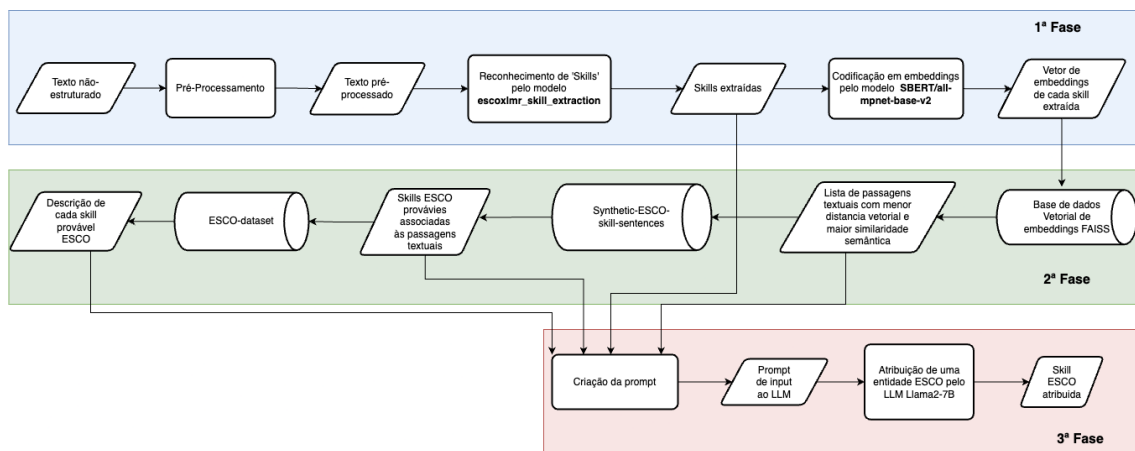 1ª Fase
Texto não-
estruturado
Pré-Processamento
Texto pré-
processado
Reconhecimento de 'Skills'
pelo modelo
escoxlmr_skill_extraction
Skills extraídas
Codificação em embeddings
pelo modelo SBERT/all-
mpnet-base-v2
Vetor de
embeddings
de cada skill
extraída
Descrição de
cada skill
provável
ESCO
ESCO-dataset
Skills ESCO
provávies
associadas
às passagens
textuais
Synthetic-ESCO-
skill-sentences
Lista de passagens
textuais com menor
distancia vetorial e
maior similaridade
semântica
Base de dados
Vetorial de
embeddings FAISS
2ª Fase
Criação da prompt
Prompt
de input
ao LLM
Atribuição de uma
entidade ESCO pelo
LLM Llama2-7B
Skill
ESCO
atribuida
3ª Fase